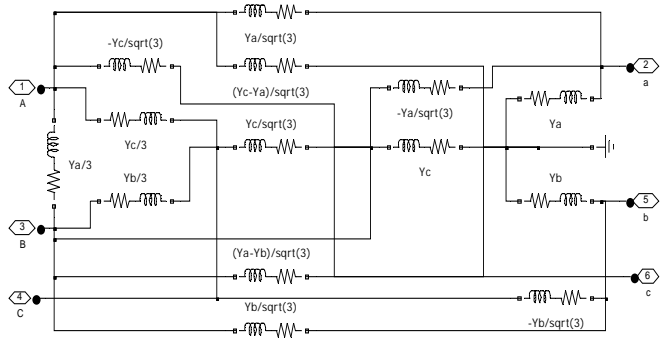 -Yc/sqrt(3)
Ya/sqrt(3)
2
a
1
A
(Yc-Ya)/sqrt(3)
-Ya/sqrt(3)
Ya
Yc/3
Yc/sqrt(3)
Ya/3
Yb/3
Yc
Yb
5
b
3
B
(Ya-Yb)/sqrt(3)
6
c
4
C
Yb/sqrt(3)
-Yb/sqrt(3)